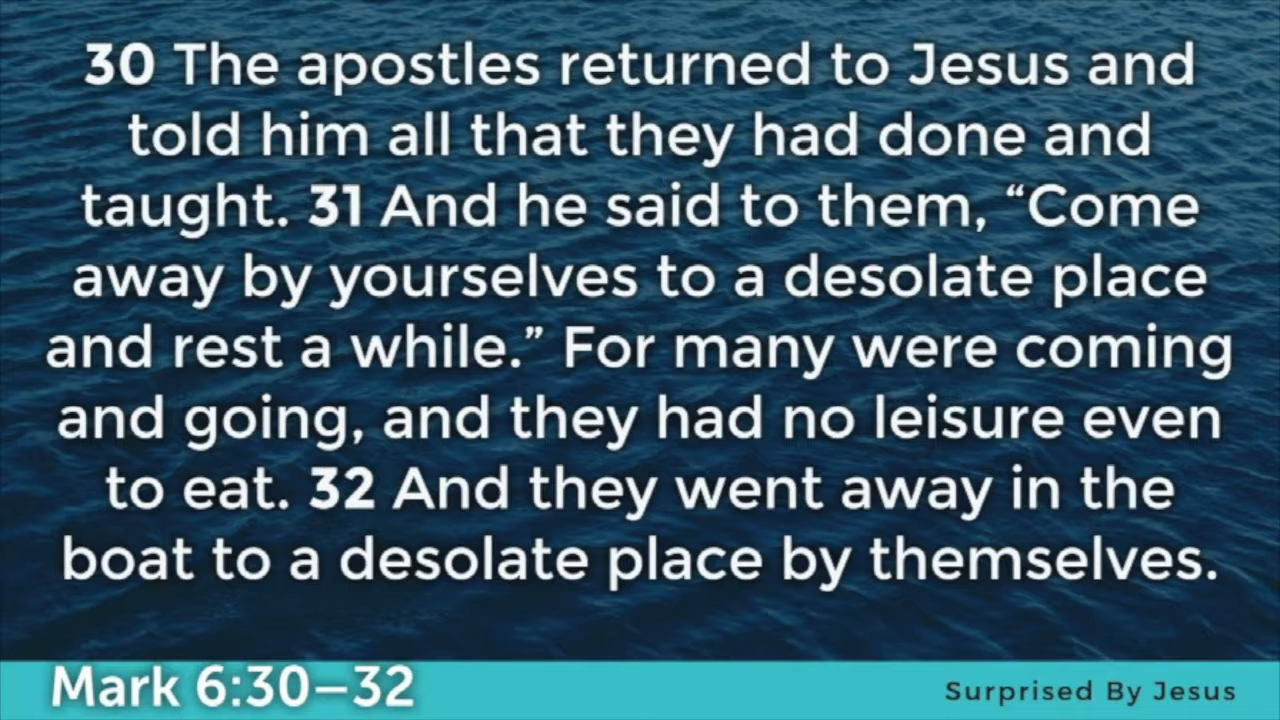 30 The apostles returned to Jesus and
told him all that they had done and
taught. 31 And he said to them, “Come
away by yourselves to a desolate place
and rest a while.” For many were coming
and going, and they had no leisure even
to eat. 32 And they went away in the
boat to a desolate place by themselves.
Mark 6:30–32
Surprised By Jesus